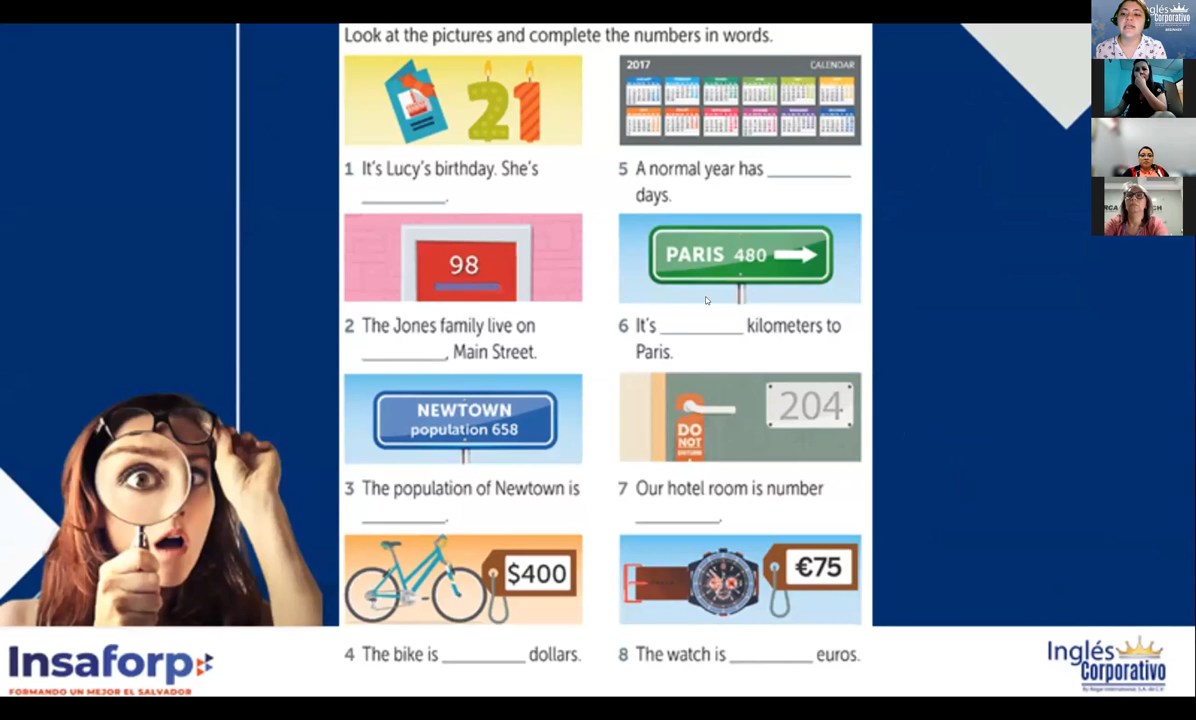 Look at the pictures and complete the numbers in words.
21
1 It's Lucy's birthday. She's
_________.
98
2 The Jones family live on
_________, Main Street.
NEWTOWN
population 658
3 The population of Newtown is
_________.
$400
4 The bike is _________ dollars.
2017 CALENDAR
5 A normal year has _________
days.
PARIS 480
6 It's _________ kilometers to
Paris.
204
DO
NOT
DISTURB
7 Our hotel room is number
_________.
€75
8 The watch is _________ euros.
Insaforp
FORMANDO UN MEJOR EL SALVADOR
Inglés
Corporativo